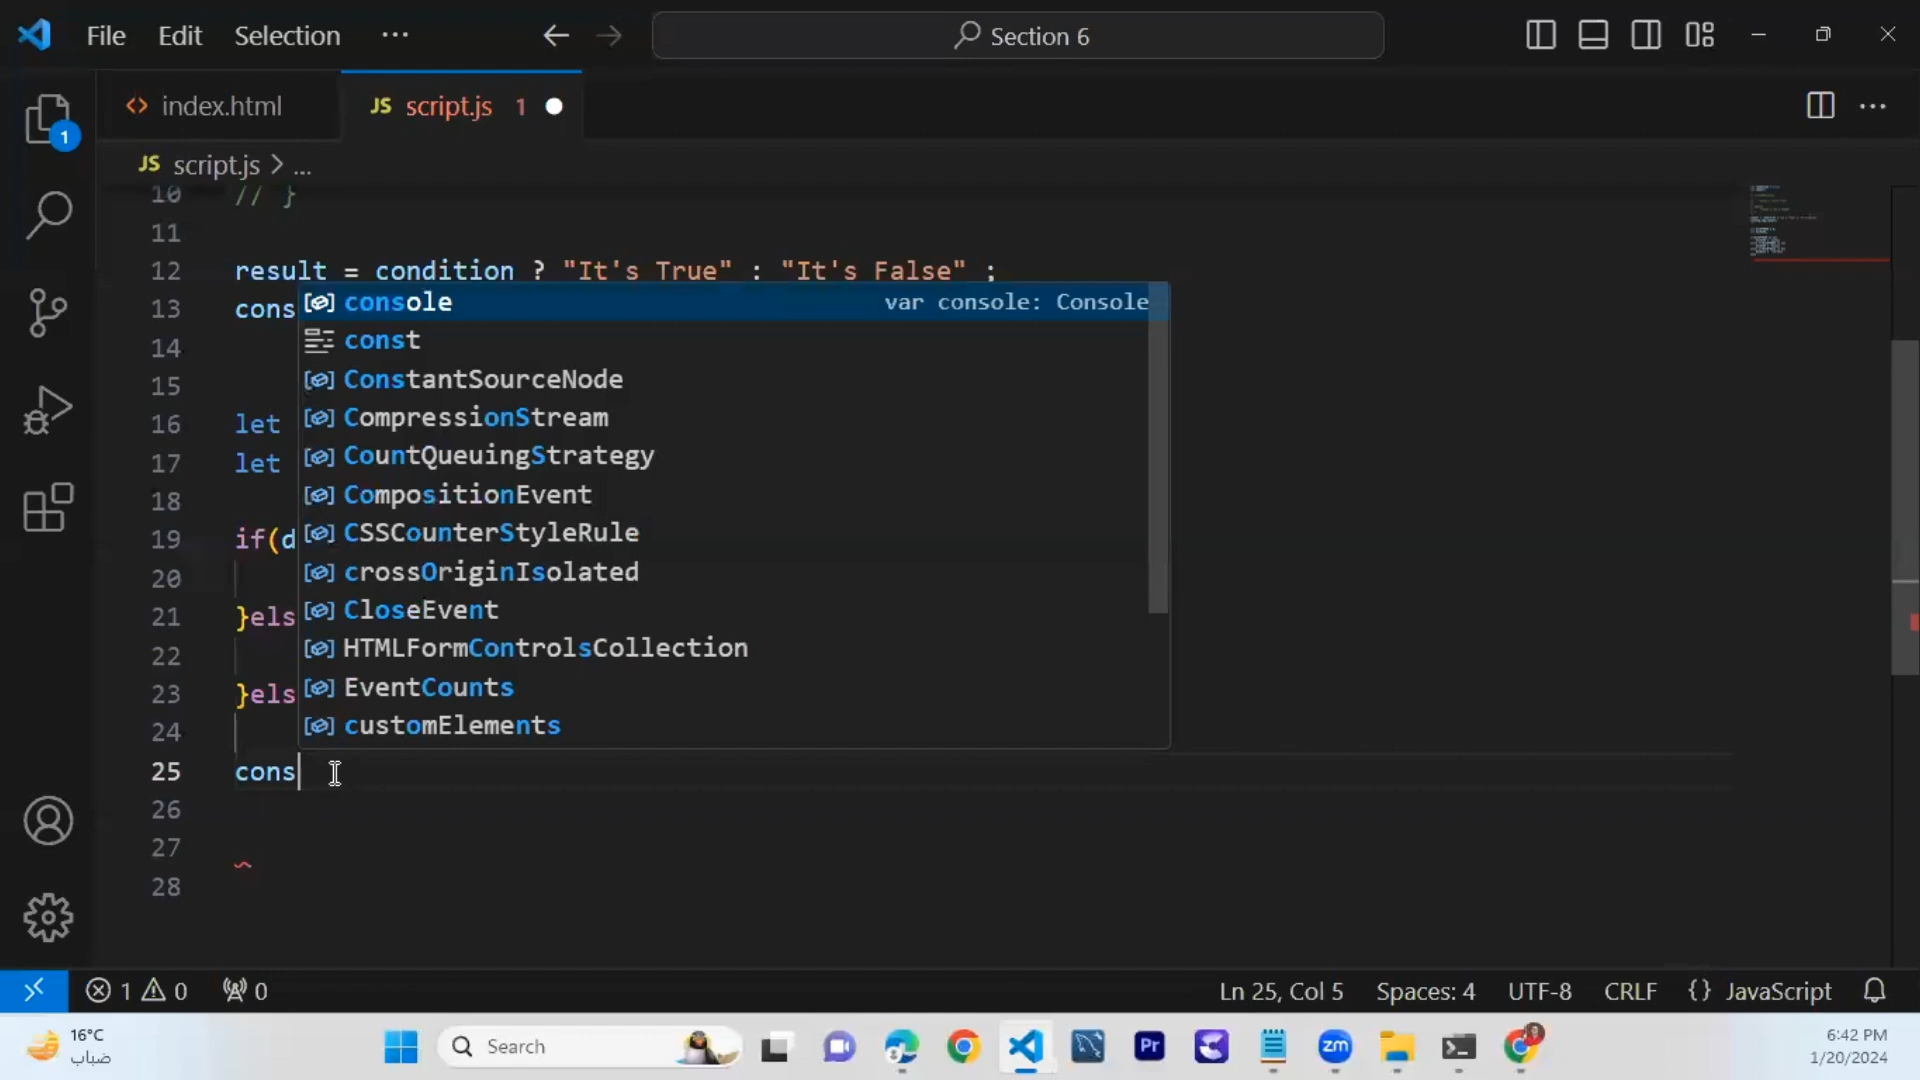 File Edit Selection ... Section 6
index.html JS script.js 1
JS script.js > ...
10 // }
11
12 result = condition ? "It's True" : "It's False" ;
13 cons console var console: Console
14 const
15 ConstantSourceNode
16 let CompressionStream
17 let CountQueuingStrategy
18 CompositionEvent
19 if(d CSSCounterStyleRule
20 crossOriginIsolated
21 }els CloseEvent
22 HTMLFormControlsCollection
23 }els EventCounts
24 customElements
25 cons
26
27
28
1 0 0 Ln 25, Col 5 Spaces: 4 UTF-8 CRLF {} JavaScript
16°C
ضباب
Search
Pr
zm
6:42 PM
1/20/2024